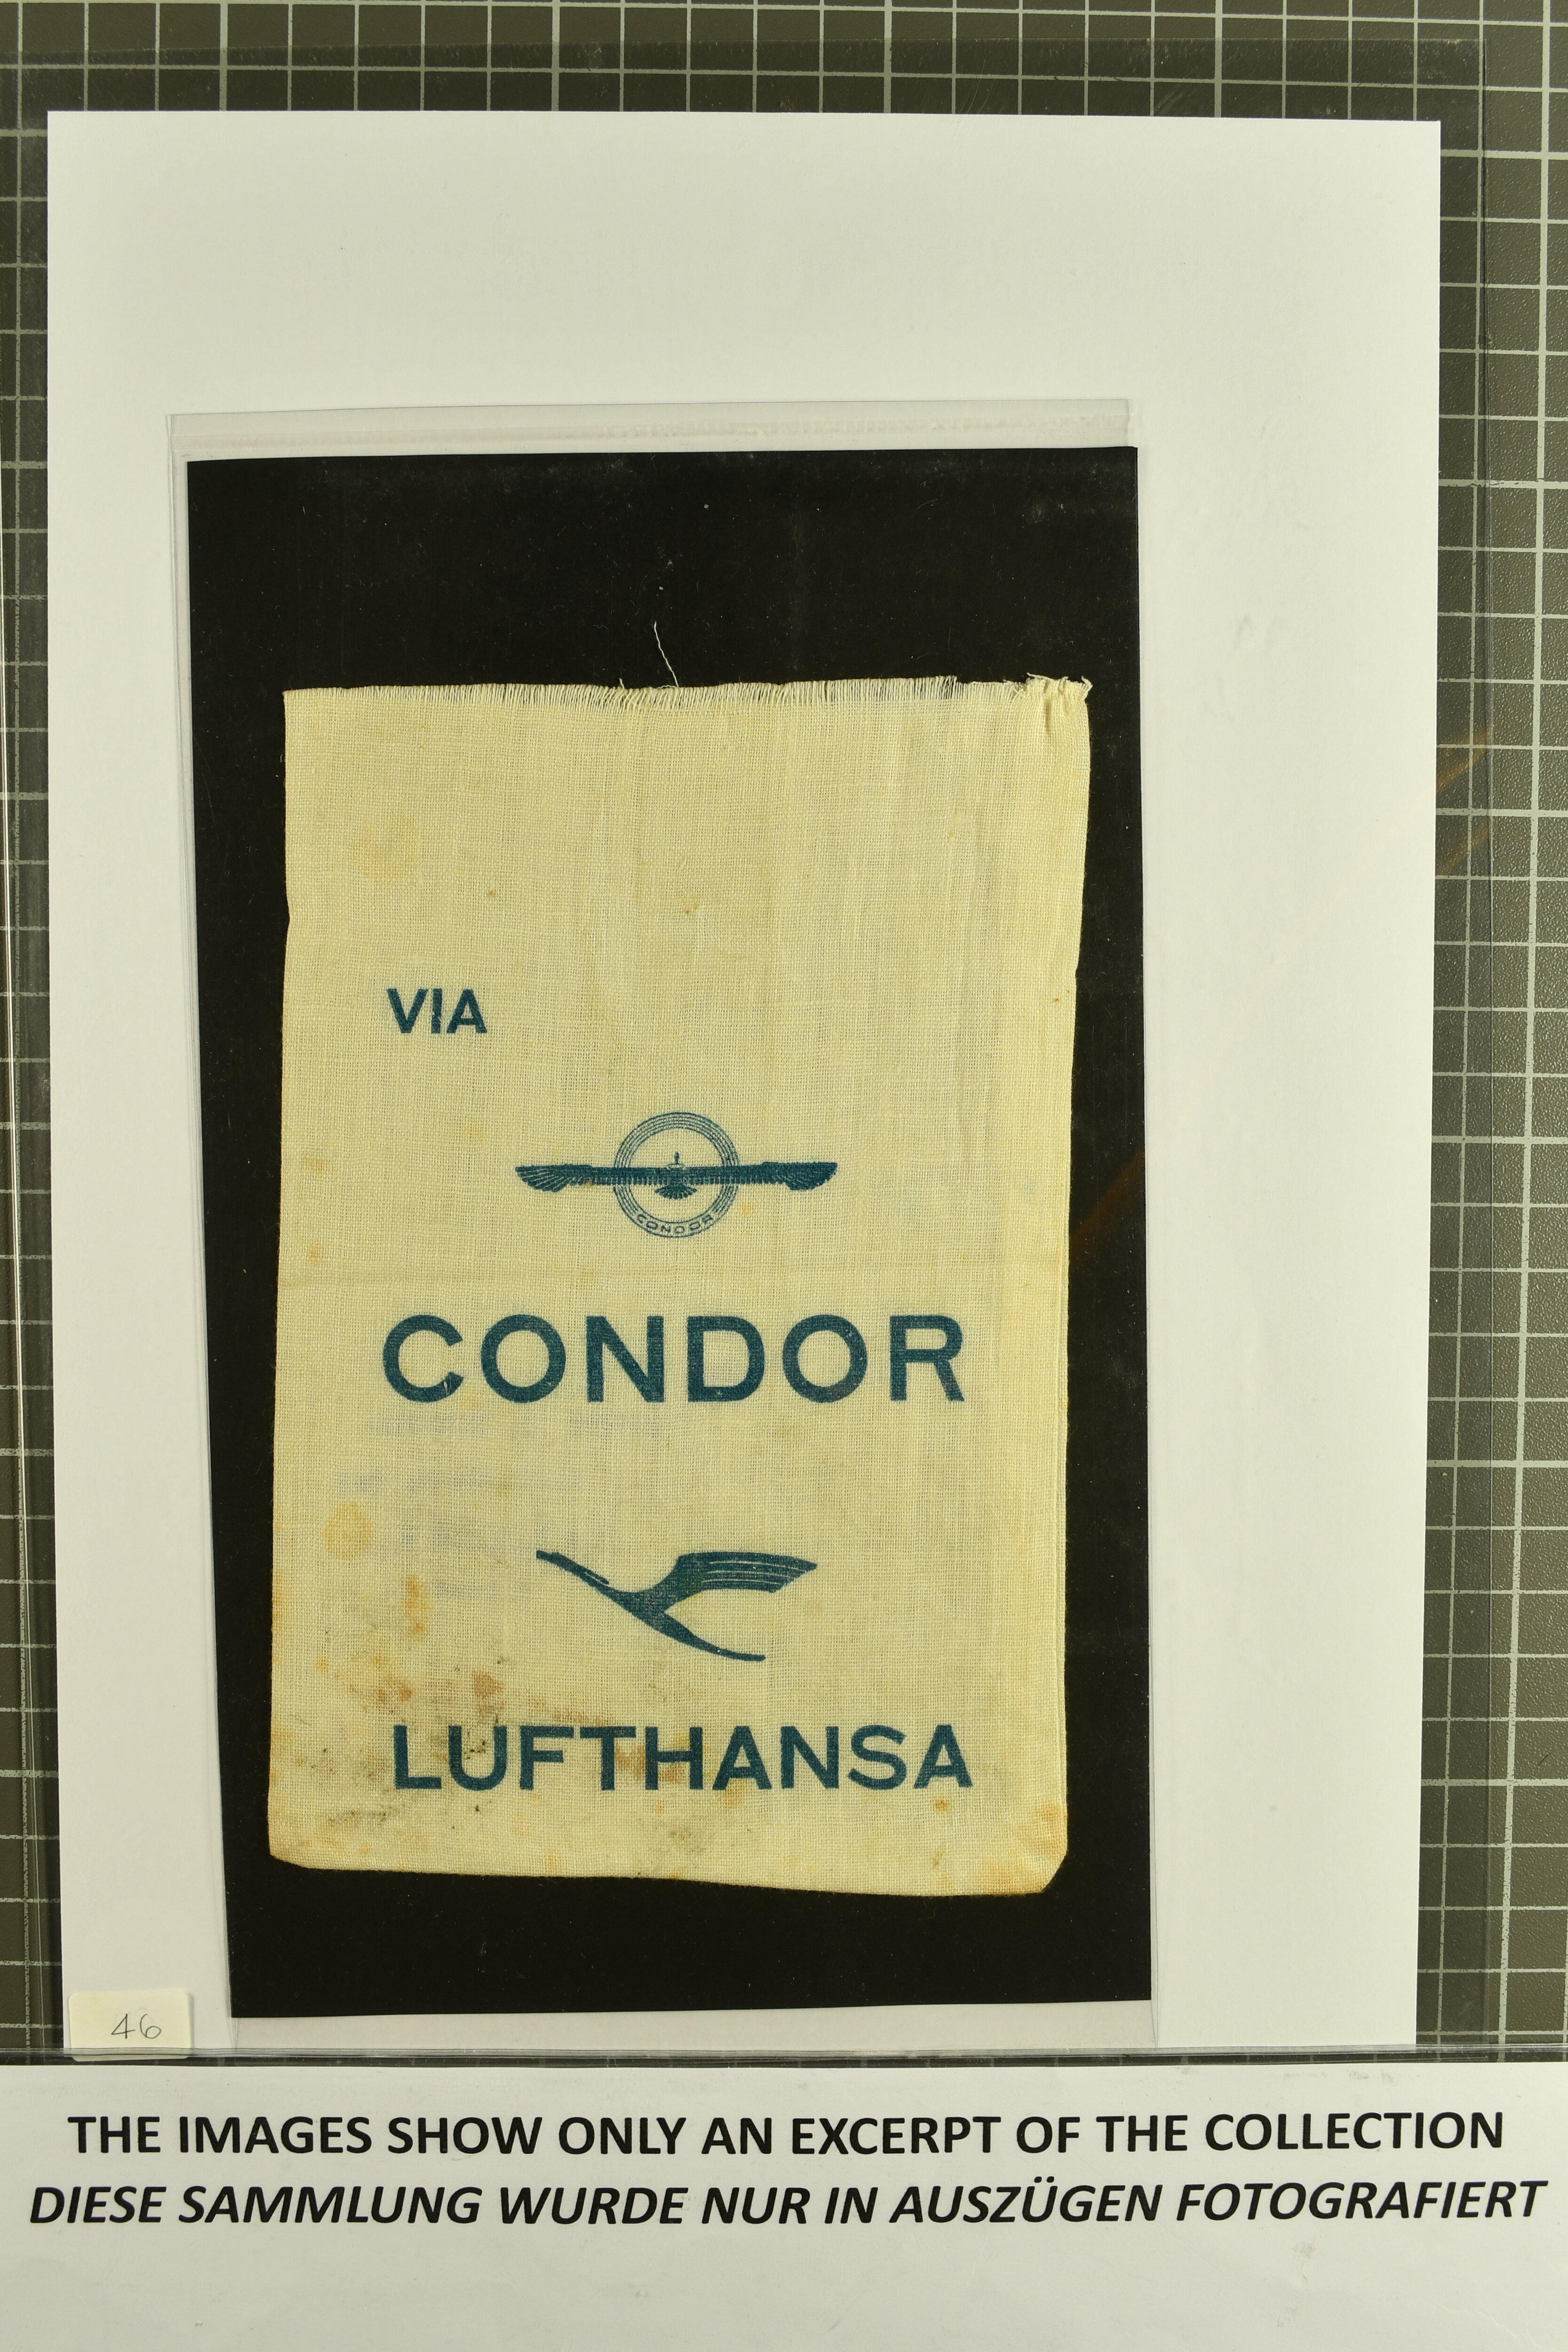 VIA
CONDOR
CONDOR
LUFTHANSA
46
THE IMAGES SHOW ONLY AN EXCERPT OF THE COLLECTION
DIESE SAMMLUNG WURDE NUR IN AUSZÜGEN FOTOGRAFIERT